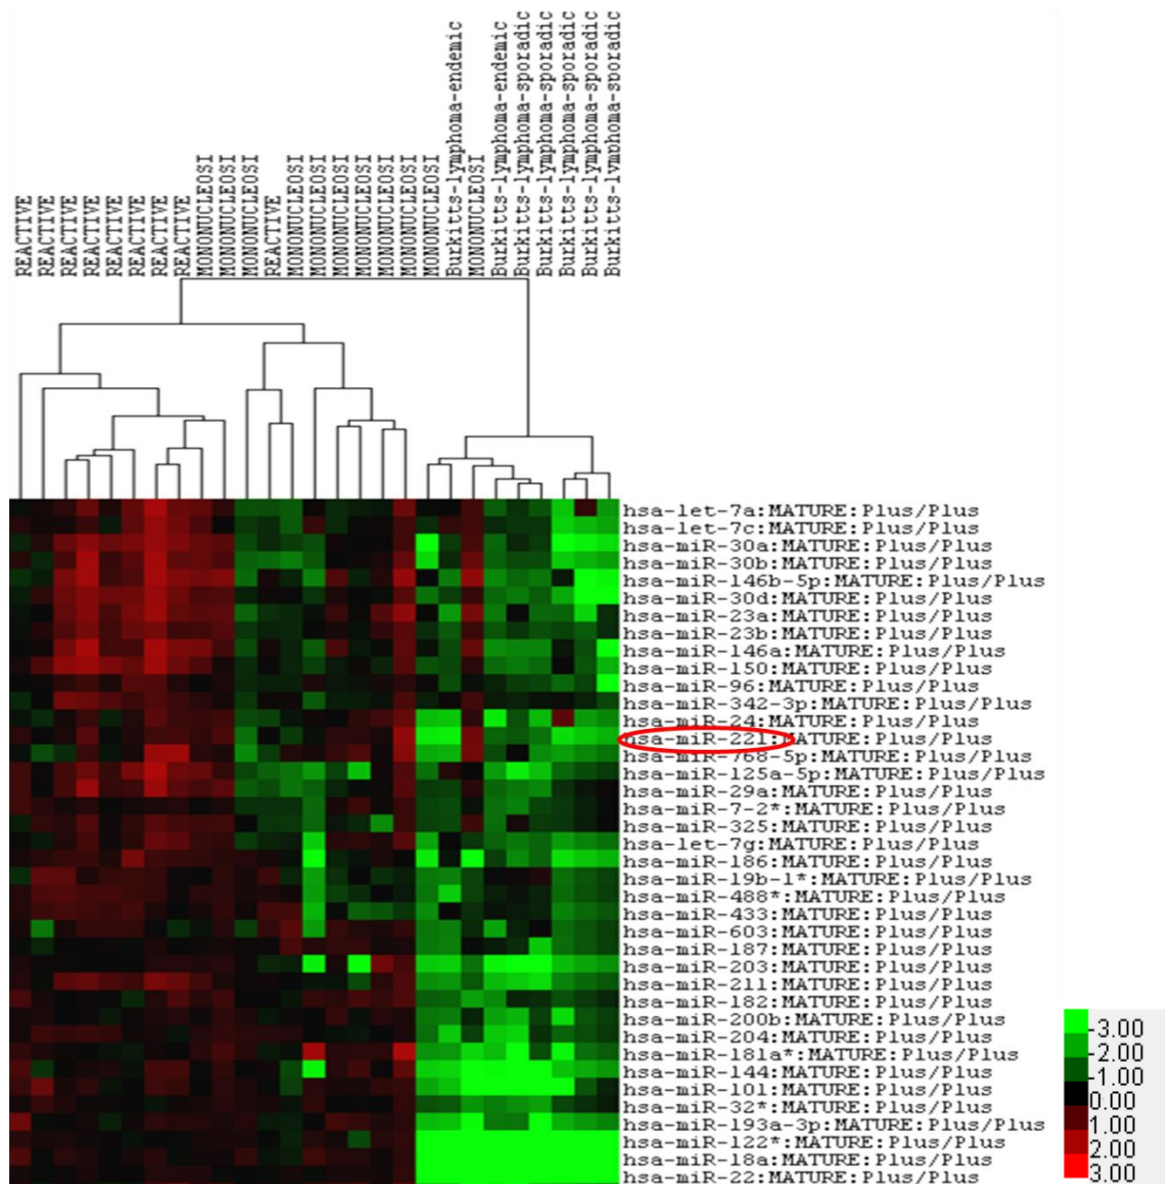 REACTIVE
REACTIVE
REACTIVE
REACTIVE
REACTIVE
REACTIVE
REACTIVE
REACTIVE
MONONUCLEOSI
MONONUCLEOSI
MONONUCLEOSI
REACTIVE
MONONUCLEOSI
MONONUCLEOSI
MONONUCLEOSI
MONONUCLEOSI
MONONUCLEOSI
MONONUCLEOSI
MONONUCLEOSI
Burkitts-lymphoma-endemic
MONONUCLEOSI
Burkitts-lymphoma-endemic
Burkitts-lymphoma-sporadic
Burkitts-lymphoma-sporadic
Burkitts-lymphoma-sporadic
Burkitts-lymphoma-sporadic
Burkitts-lymphoma-sporadic
hsa-let-7a:MATURE:Plus/Plus
hsa-let-7c:MATURE:Plus/Plus
hsa-miR-30a:MATURE:Plus/Plus
hsa-miR-30b:MATURE:Plus/Plus
hsa-miR-146b-5p:MATURE:Plus/Plus
hsa-miR-30d:MATURE:Plus/Plus
hsa-miR-23a:MATURE:Plus/Plus
hsa-miR-23b:MATURE:Plus/Plus
hsa-miR-146a:MATURE:Plus/Plus
hsa-miR-150:MATURE:Plus/Plus
hsa-miR-96:MATURE:Plus/Plus
hsa-miR-342-3p:MATURE:Plus/Plus
hsa-miR-24:MATURE:Plus/Plus
hsa-miR-221:MATURE:Plus/Plus
hsa-miR-768-5p:MATURE:Plus/Plus
hsa-miR-125a-5p:MATURE:Plus/Plus
hsa-miR-29a:MATURE:Plus/Plus
hsa-miR-7-2*:MATURE:Plus/Plus
hsa-miR-325:MATURE:Plus/Plus
hsa-let-7g:MATURE:Plus/Plus
hsa-miR-186:MATURE:Plus/Plus
hsa-miR-19b-1*:MATURE:Plus/Plus
hsa-miR-488*:MATURE:Plus/Plus
hsa-miR-433:MATURE:Plus/Plus
hsa-miR-603:MATURE:Plus/Plus
hsa-miR-187:MATURE:Plus/Plus
hsa-miR-203:MATURE:Plus/Plus
hsa-miR-211:MATURE:Plus/Plus
hsa-miR-182:MATURE:Plus/Plus
hsa-miR-200b:MATURE:Plus/Plus
hsa-miR-204:MATURE:Plus/Plus
hsa-miR-181a*:MATURE:Plus/Plus
hsa-miR-144:MATURE:Plus/Plus
hsa-miR-101:MATURE:Plus/Plus
hsa-miR-32*:MATURE:Plus/Plus
hsa-miR-193a-3p:MATURE:Plus/Plus
hsa-miR-122*:MATURE:Plus/Plus
hsa-miR-18a:MATURE:Plus/Plus
hsa-miR-22:MATURE:Plus/Plus
-3.00
-2.00
-1.00
0.00
1.00
2.00
3.00